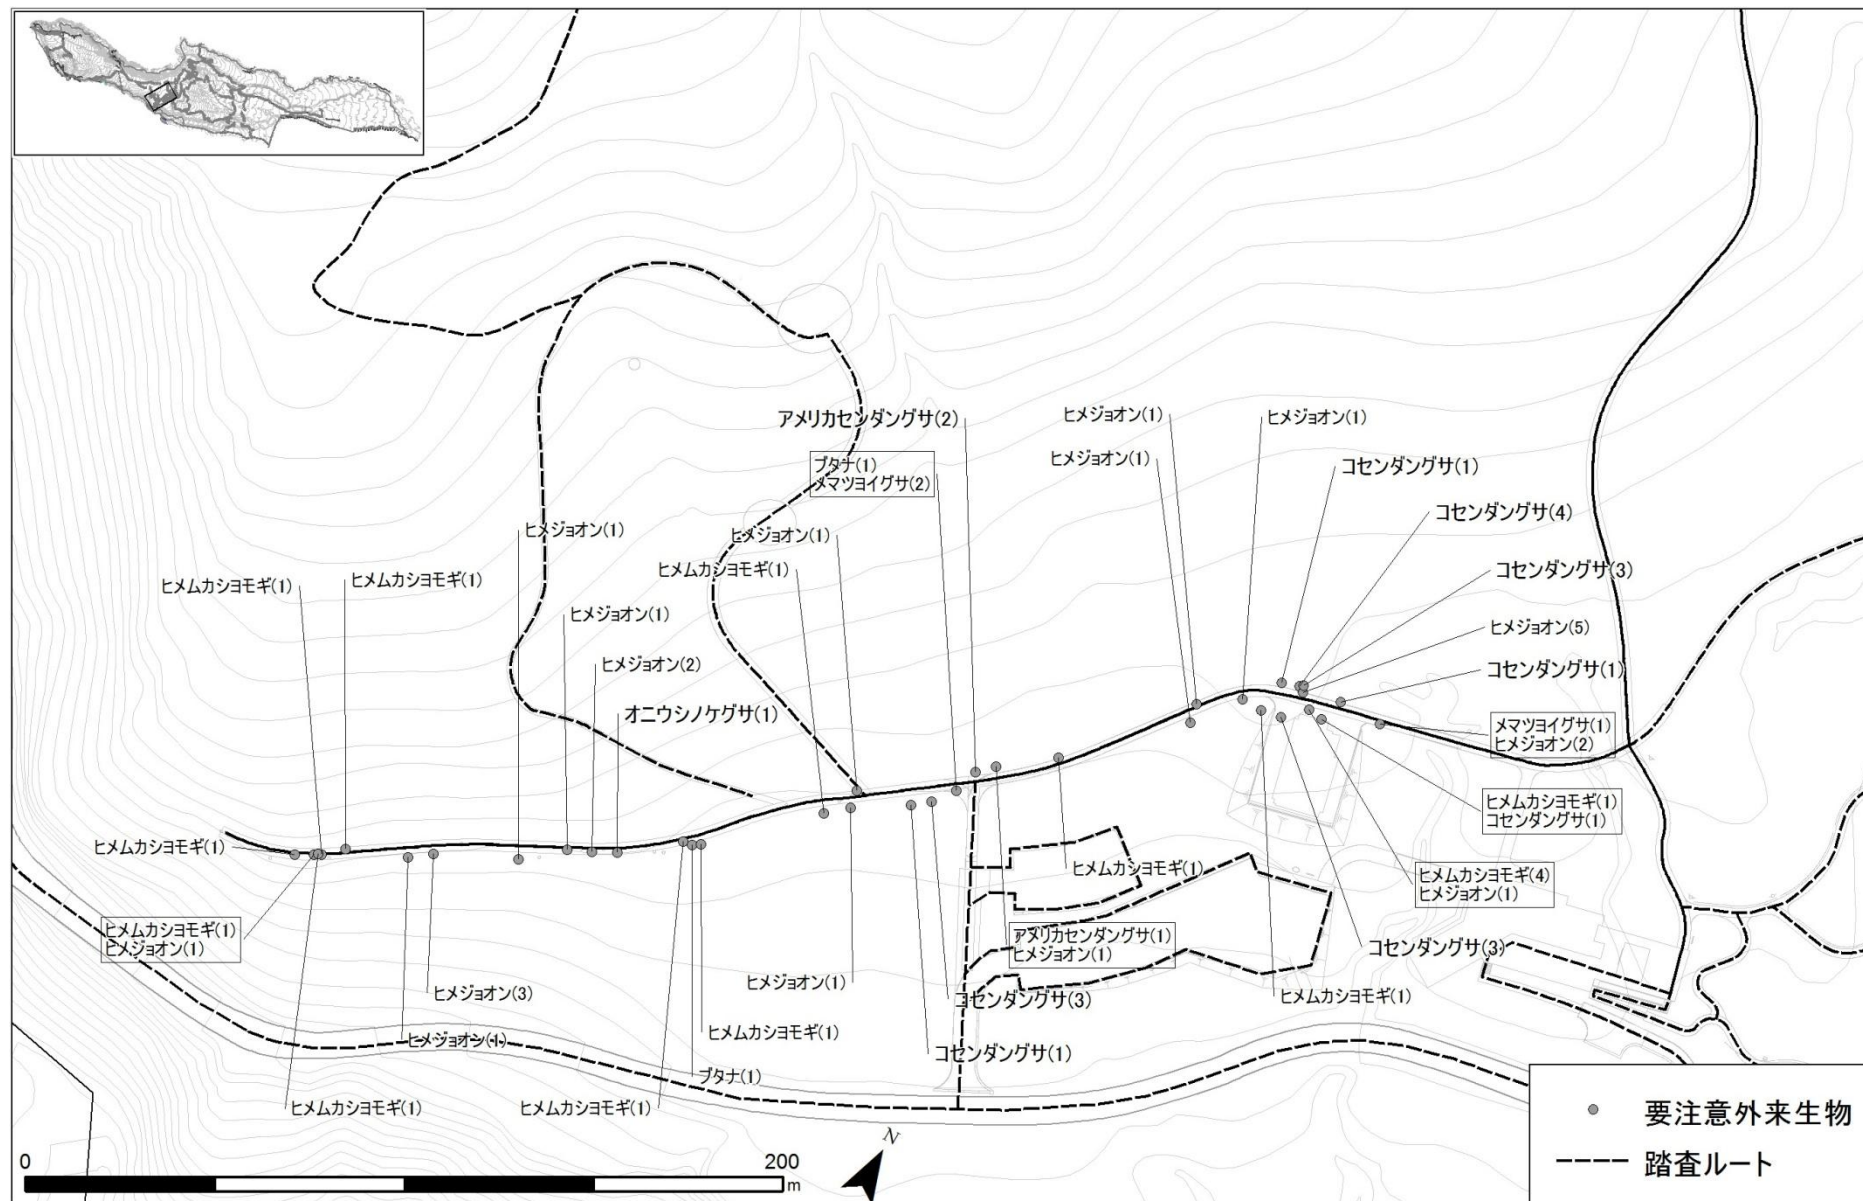 アメリカセンダングサ(2)
ヒメジョオン(1)
ヒメジョオン(1)
ブタナ(1)
メマツヨイグサ(2)
ヒメジョオン(1)
コセンダングサ(1)
コセンダングサ(4)
ヒメジョオン(1)
ヒメジョオン(1)
ヒメムカシヨモギ(1)
コセンダングサ(3)
ヒメムカシヨモギ(1)
ヒメムカシヨモギ(1)
ヒメジョオン(1)
ヒメジョオン(5)
ヒメジョオン(2)
コセンダングサ(1)
オニウシノケグサ(1)
メマツヨイグサ(1)
ヒメジョオン(2)
ヒメムカシヨモギ(1)
コセンダングサ(1)
ヒメムカシヨモギ(1)
ヒメムカシヨモギ(1)
ヒメムカシヨモギ(4)
ヒメジョオン(1)
ヒメムカシヨモギ(1)
ヒメジョオン(1)
アメリカセンダングサ(1)
ヒメジョオン(1)
コセンダングサ(3)
ヒメジョオン(3)
ヒメジョオン(1)
コセンダングサ(3)
ヒメムカシヨモギ(1)
ヒメジョオン(1)
ヒメムカシヨモギ(1)
コセンダングサ(1)
ブタナ(1)
ヒメムカシヨモギ(1)
ヒメムカシヨモギ(1)
N
0
200
m
要注意外来生物
踏査ルート